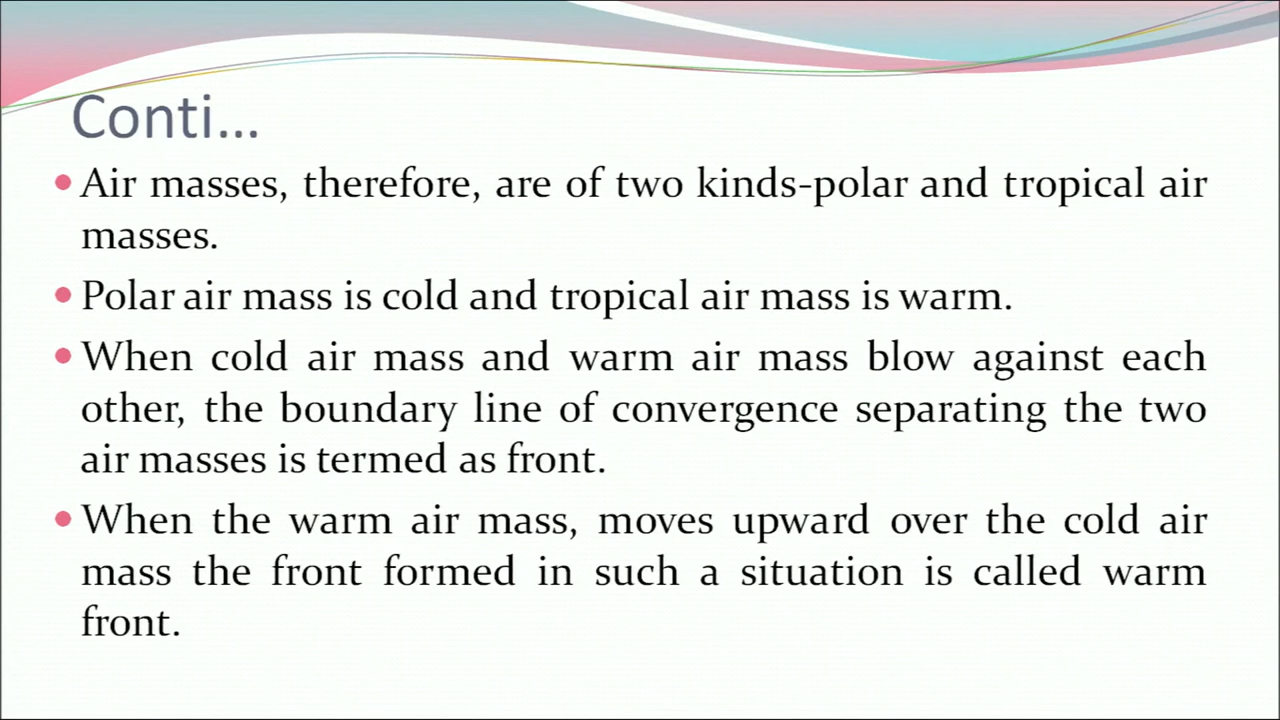 Conti...
Air masses, therefore, are of two kinds-polar and tropical air
masses.
Polar air mass is cold and tropical air mass is warm.
When cold air mass and warm air mass blow against each
other, the boundary line of convergence separating the two
air masses is termed as front.
When the warm air mass, moves upward over the cold air
mass the front formed in such a situation is called warm
front.